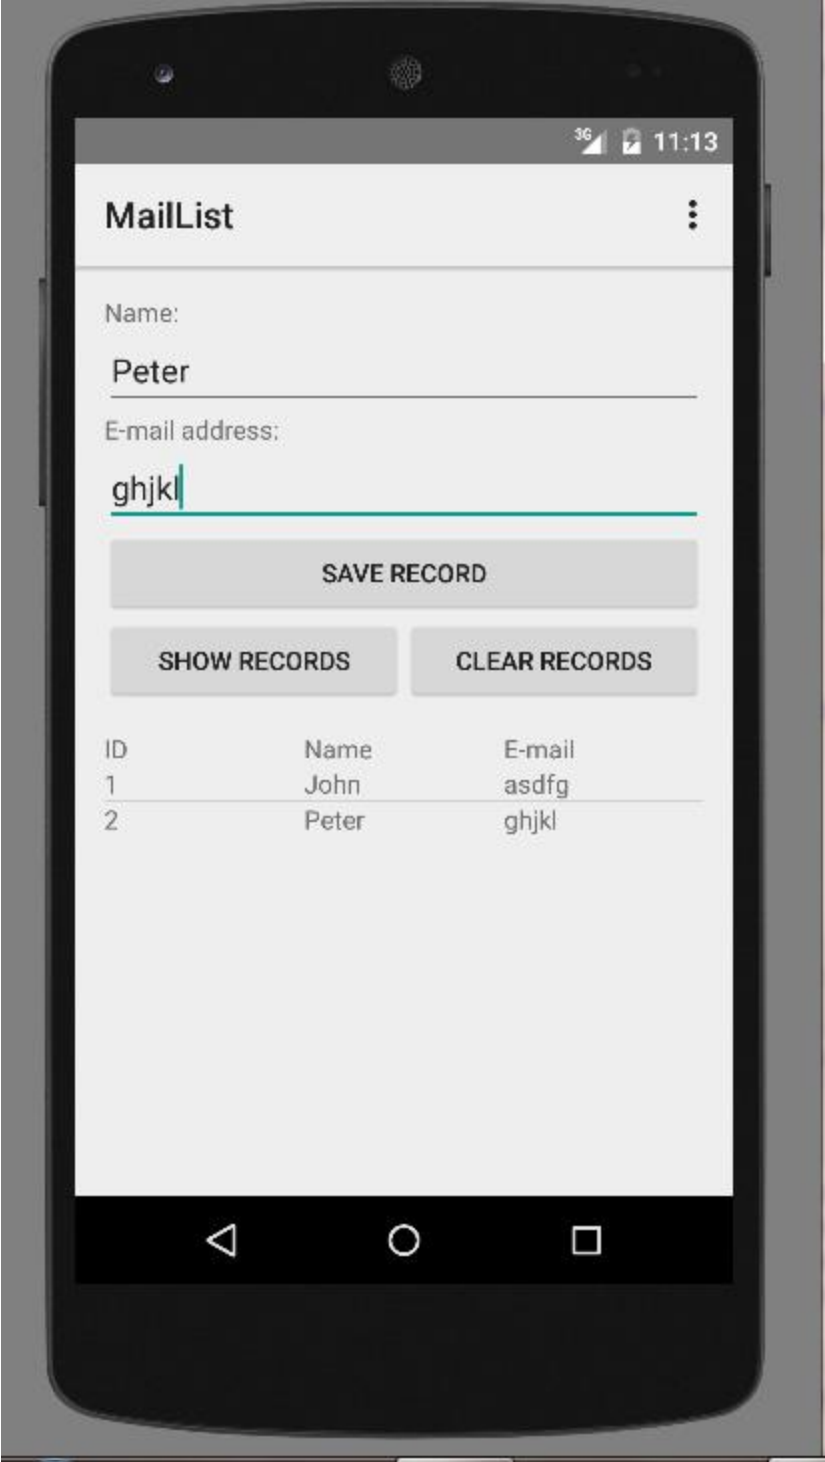 3G 11:13
MailList
Name:
Peter
E-mail address:
ghjkl
SAVE RECORD
SHOW RECORDS CLEAR RECORDS
ID Name E-mail
1 John asdfg
2 Peter ghjkl